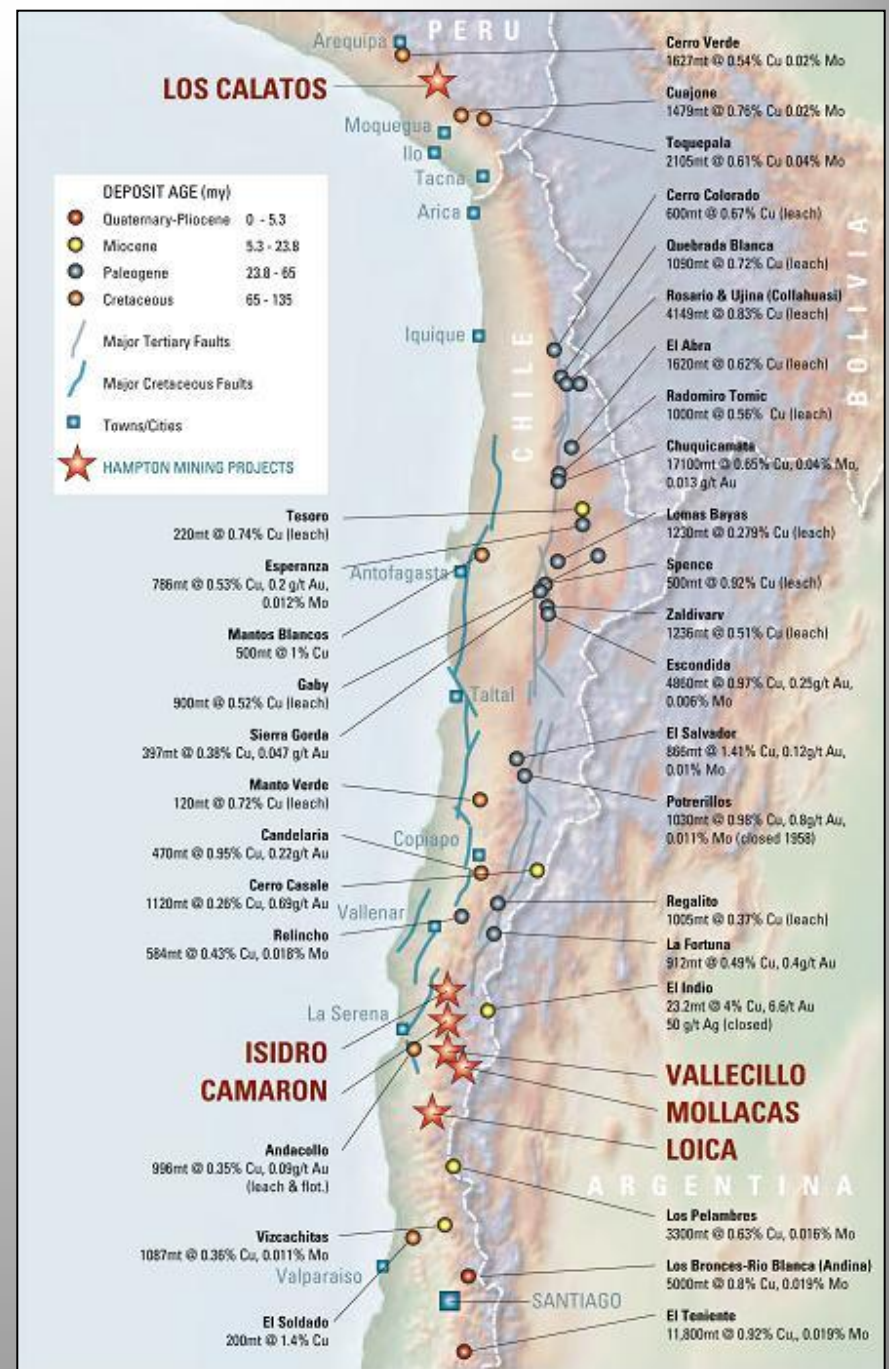 PERU
Arequipa
LOS CALATOS
Moquegua
Ilo
Tacna
Arica
Iquique
CHILE
BOLIVIA
DEPOSIT AGE (my)
Quaternary-Pliocene 0 - 5.3
Miocene 5.3 - 23.8
Paleogene 23.8 - 65
Cretaceous 65 - 135
Major Tertiary Faults
Major Cretaceous Faults
Towns/Cities
HAMPTON MINING PROJECTS
Cerro Verde
1627mt @ 0.54% Cu 0.02% Mo
Cuajone
1479mt @ 0.76% Cu 0.02% Mo
Toquepala
2105mt @ 0.61% Cu 0.04% Mo
Cerro Colorado
600mt @ 0.67% Cu (leach)
Quebrada Blanca
1090mt @ 0.72% Cu (leach)
Rosario & Ujina (Collahuasi)
4149mt @ 0.83% Cu (leach)
El Abra
1620mt @ 0.62% Cu (leach)
Radomiro Tomic
1000mt @ 0.56% Cu (leach)
Chuquicamata
17100mt @ 0.65% Cu, 0.04% Mo,
0.013 g/t Au
Lomas Bayas
1230mt @ 0.279% Cu (leach)
Spence
500mt @ 0.92% Cu (leach)
Zaldivarv
1236mt @ 0.51% Cu (leach)
Escondida
4860mt @ 0.97% Cu, 0.25g/t Au,
0.006% Mo
El Salvador
866mt @ 1.41% Cu, 0.12g/t Au,
0.01% Mo
Potrerillos
1030mt @ 0.98% Cu, 0.8g/t Au,
0.011% Mo (closed 1958)
Regalito
1005mt @ 0.37% Cu (leach)
La Fortuna
912mt @ 0.49% Cu, 0.4g/t Au
El Indio
23.2mt @ 4% Cu, 6.6/t Au
50 g/t Ag (closed)
VALLECILLO
MOLLACAS
LOICA
ARGENTINA
Los Pelambres
3300mt @ 0.63% Cu, 0.016% Mo
Los Bronces-Rio Blanca (Andina)
5000mt @ 0.8% Cu, 0.019% Mo
SANTIAGO
El Teniente
11,800mt @ 0.92% Cu,, 0.019% Mo
Tesoro
220mt @ 0.74% Cu (leach)
Esperanza
786mt @ 0.53% Cu, 0.2 g/t Au,
0.012% Mo
Antofagasta
Mantos Blancos
500mt @ 1% Cu
Gaby
900mt @ 0.52% Cu (leach)
Taltal
Sierra Gorda
397mt @ 0.38% Cu, 0.047 g/t Au
Manto Verde
120mt @ 0.72% Cu (leach)
Copiapo
Candelaria
470mt @ 0.95% Cu, 0.22g/t Au
Cerro Casale
1120mt @ 0.26% Cu, 0.69g/t Au
Vallenar
Relincho
584mt @ 0.43% Cu, 0.018% Mo
La Serena
ISIDRO
CAMARON
Andacollo
996mt @ 0.35% Cu, 0.09g/t Au
(leach & flot.)
Vizcachitas
1087mt @ 0.36% Cu, 0.011% Mo
Valparaiso
El Soldado
200mt @ 1.4% Cu